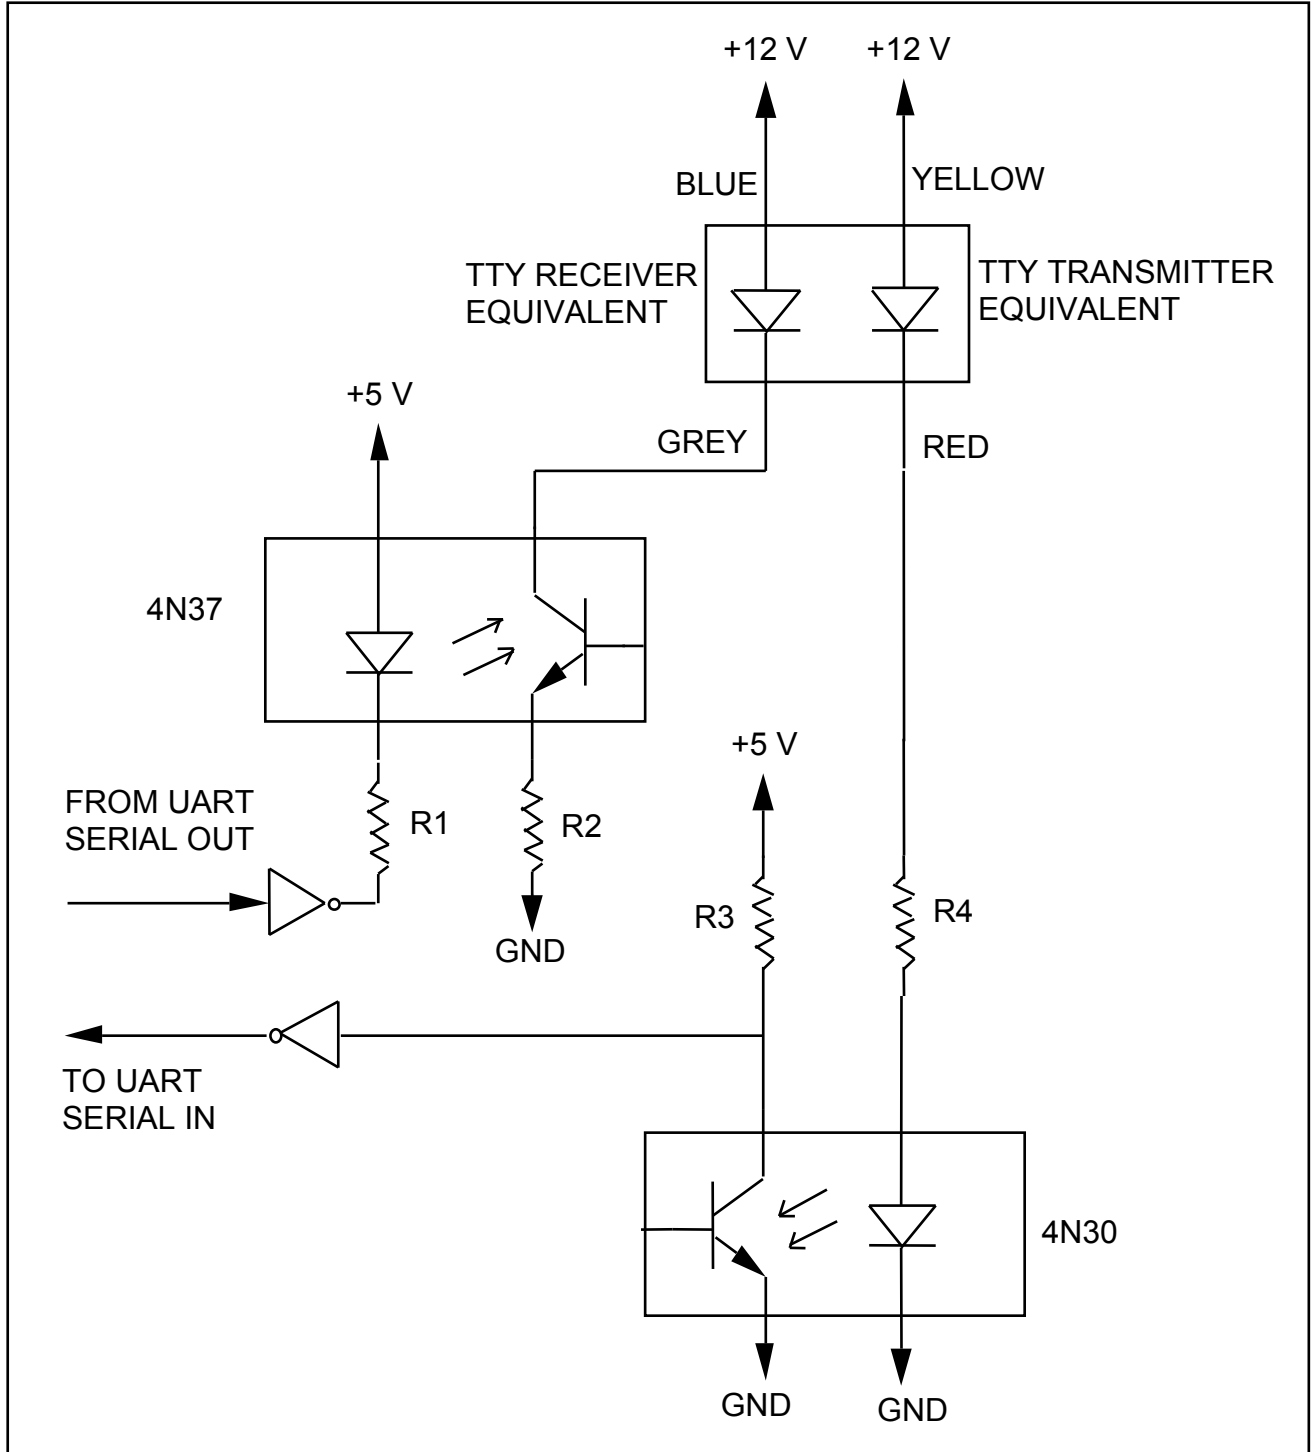 +12 V
+12 V
BLUE
YELLOW
TTY RECEIVER
EQUIVALENT
TTY TRANSMITTER
EQUIVALENT
+5 V
GREY
RED
4N37
+5 V
FROM UART
SERIAL OUT
R1
R2
R3
R4
GND
TO UART
SERIAL IN
4N30
GND
GND